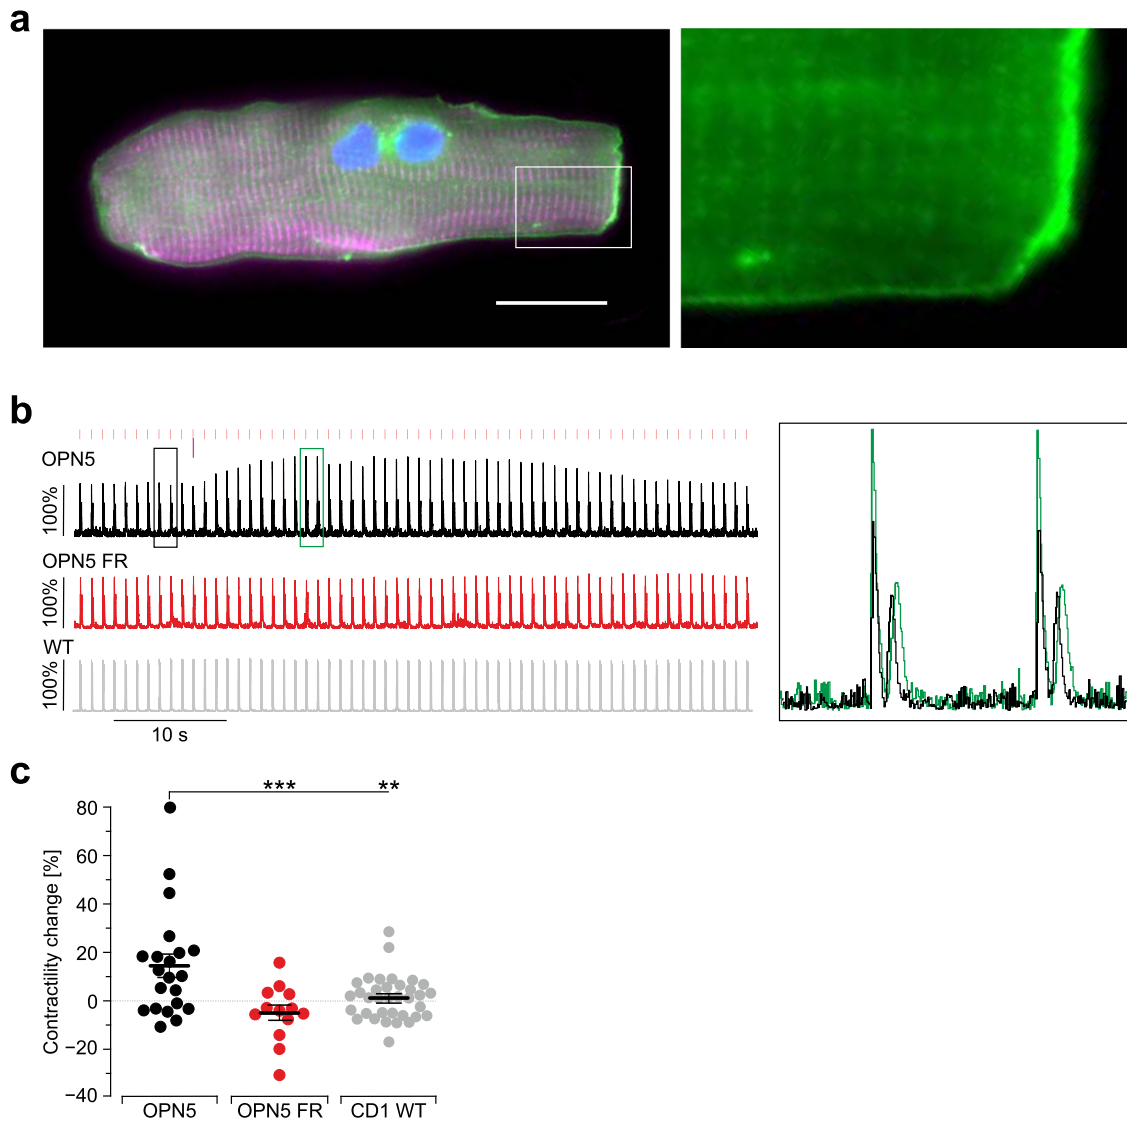 a
b
OPN5
100%
OPN5 FR
100%
WT
100%
10 s
c
*** **
Contractility change [%]
80
60
40
20
0
−20
−40
OPN5 OPN5 FR CD1 WT